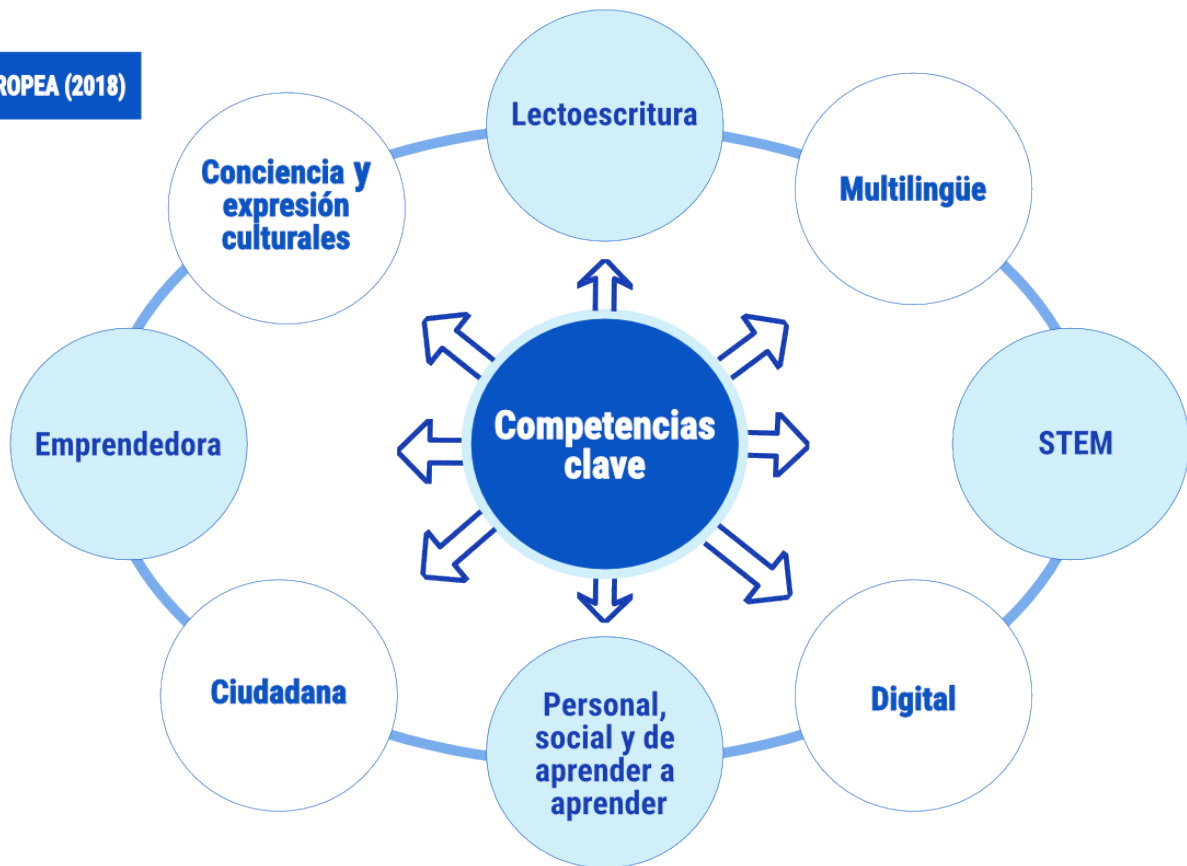 ROPEA (2018)
Lectoescritura
Multilingüe
STEM
Digital
Personal,
social y de
aprender a
aprender
Ciudadana
Emprendedora
Conciencia y
expresión
culturales
Competencias
clave